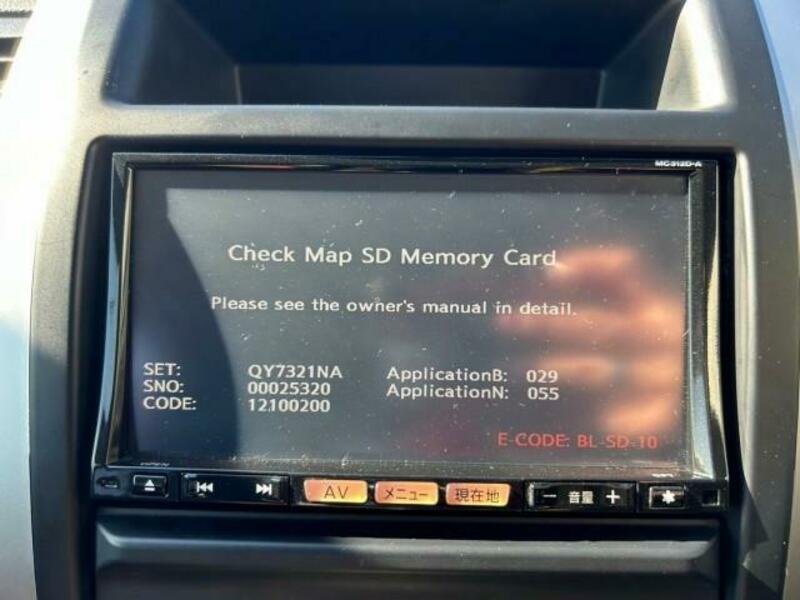 MC312D-A
Check Map SD Memory Card
Please see the owner's manual in detail.
SET: QY7321NA ApplicationB: 029
SNO: 00025320 ApplicationN: 055
CODE: 12100200
E-CODE: BL-SD-10
OPEN
AV メニュー 現在地 − 音量 +